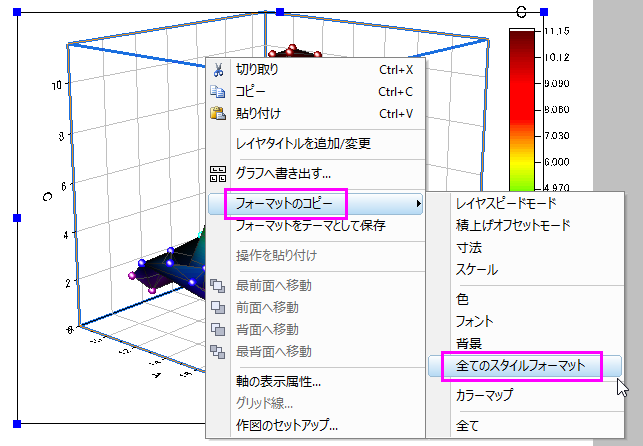 C
11.15
10.12
9.090
8.060
7.030
6.000
4.970
10
8
6
4
2
0
C
切り取り Ctrl+X
コピー Ctrl+C
貼り付け Ctrl+V
レイヤタイトルを追加/変更
グラフへ書き出す...
フォーマットのコピー
フォーマットをテーマとして保存
操作を貼り付け
最前面へ移動
前面へ移動
背面へ移動
最背面へ移動
軸の表示属性...
グリッド線...
作図のセットアップ...
レイヤスピードモード
積上げオフセットモード
寸法
スケール
色
フォント
背景
全てのスタイルフォーマット
カラーマップ
全て